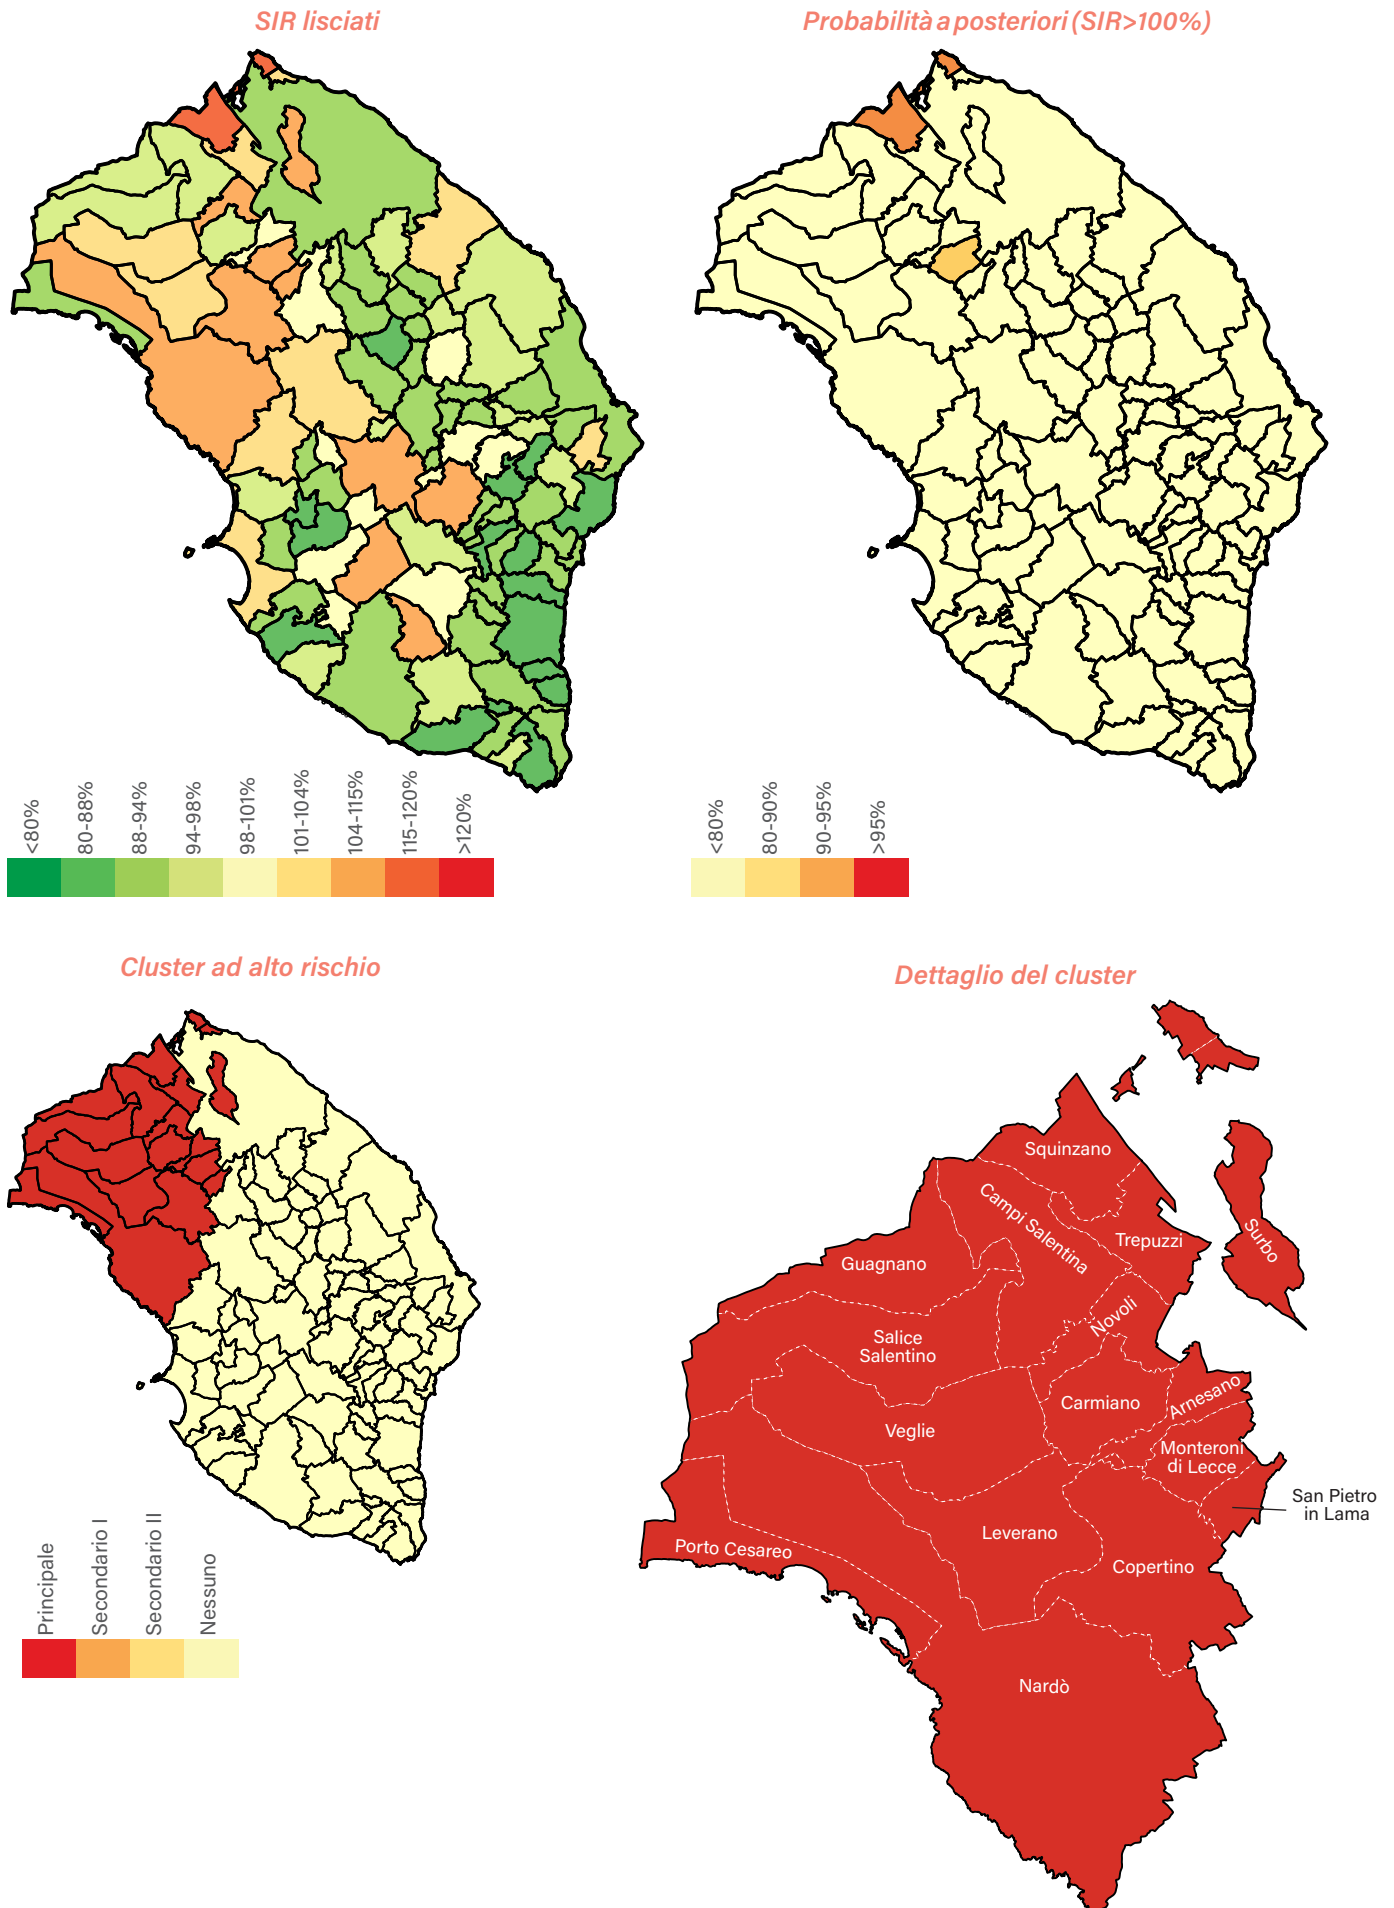 SIR lisciati
Probabilità a posteriori (SIR>100%)
<80%
80-88%
88-94%
94-98%
98-101%
101-104%
104-115%
115-120%
>120%
<80%
80-90%
90-95%
>95%
Cluster ad alto rischio
Dettaglio del cluster
Principale
Secondario I
Secondario II
Nessuno
Squinzano
Campi Salentina
Trepuzzi
Surbo
Guagnano
Novoli
Salice
Salentino
Carmiano
Arnesano
Veglie
Monteroni
di Lecce
San Pietro
in Lama
Leverano
Porto Cesareo
Copertino
Nardò